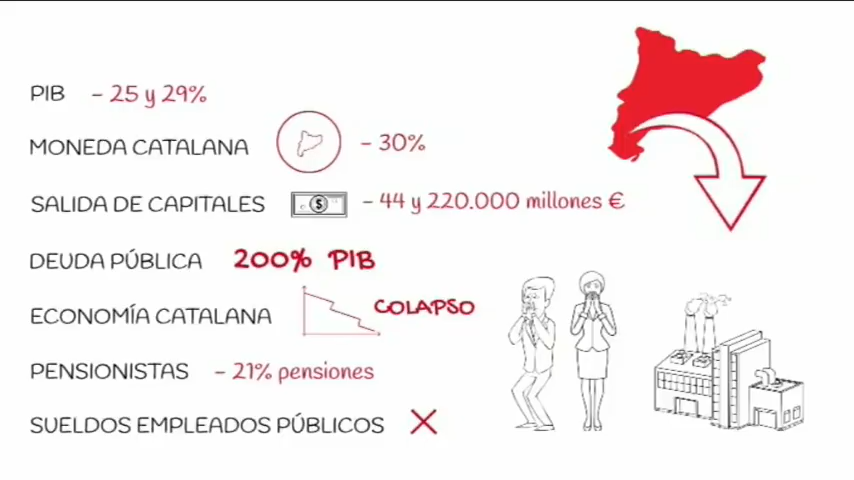 PIB - 25 y 29%
MONEDA CATALANA - 30%
SALIDA DE CAPITALES $ - 44 y 220.000 millones €
DEUDA PÚBLICA 200% PIB
ECONOMÍA CATALANA COLAPSO
PENSIONISTAS - 21% pensiones
SUELDOS EMPLEADOS PÚBLICOS